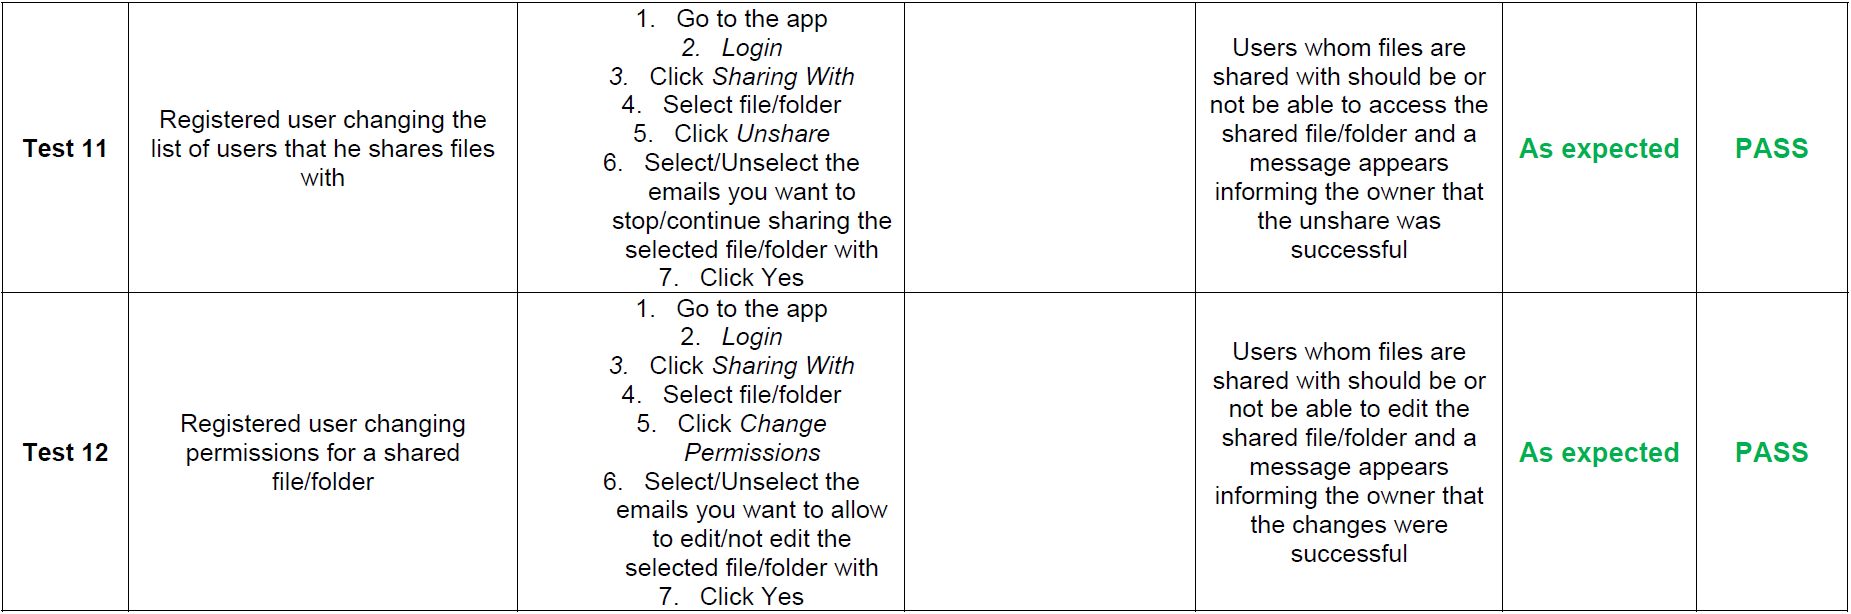 Test 11
Registered user changing the
list of users that he shares files
with
1. Go to the app
2. Login
3. Click Sharing With
4. Select file/folder
5. Click Unshare
6. Select/Unselect the
emails you want to
stop/continue sharing the
selected file/folder with
7. Click Yes
Users whom files are
shared with should be or
not be able to access the
shared file/folder and a
message appears
informing the owner that
the unshare was
successful
As expected
PASS
Test 12
Registered user changing
permissions for a shared
file/folder
1. Go to the app
2. Login
3. Click Sharing With
4. Select file/folder
5. Click Change
Permissions
6. Select/Unselect the
emails you want to allow
to edit/not edit the
selected file/folder with
7. Click Yes
Users whom files are
shared with should be or
not be able to edit the
shared file/folder and a
message appears
informing the owner that
the changes were
successful
As expected
PASS